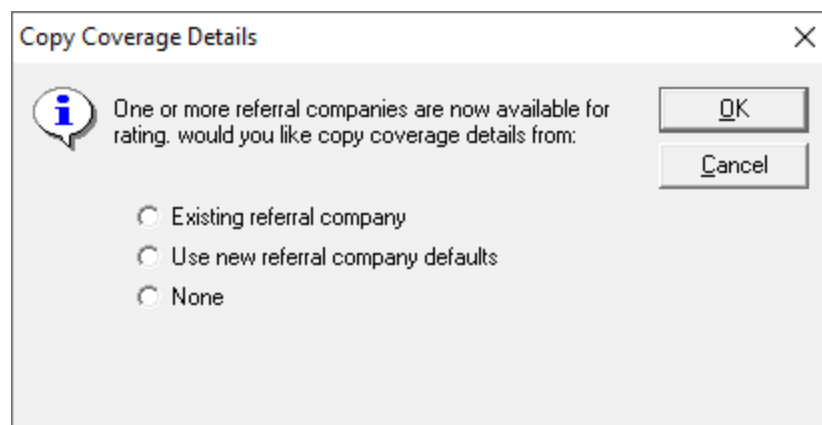 Copy Coverage Details
One or more referral companies are now available for
rating. would you like copy coverage details from:
OK
Cancel
Existing referral company
Use new referral company defaults
None